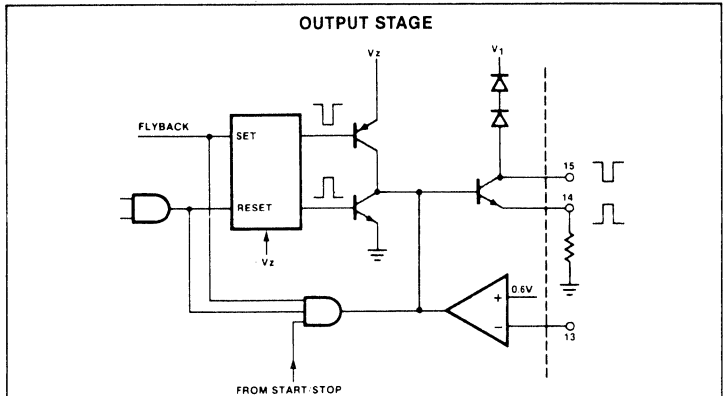 OUTPUT STAGE
Vz
V1
FLYBACK
SET
15
14
RESET
Vz
0.6V
+
−
13
FROM START/STOP